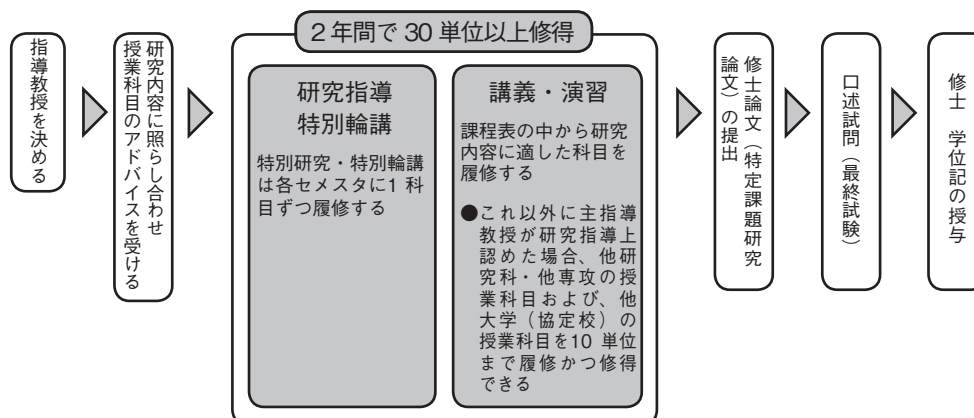 指導教授を決める
研究内容に照らし合わせ
授業科目のアドバイスを受ける
2年間で 30 単位以上修得
研究指導
特別輪講
特別研究・特別輪講
は各セメスタに1 科
目ずつ履修する
講義・演習
課程表の中から研究
内容に適した科目を
履修する
●これ以外に主指導
教授が研究指導上
認めた場合、他研
究科・他専攻の授
業科目および、他
大学（協定校）の
授業科目を10 単位
まで履修かつ修得
できる
修士論文（特定課題研究
論文）の提出
口述試問（最終試験）
修士　学位記の授与